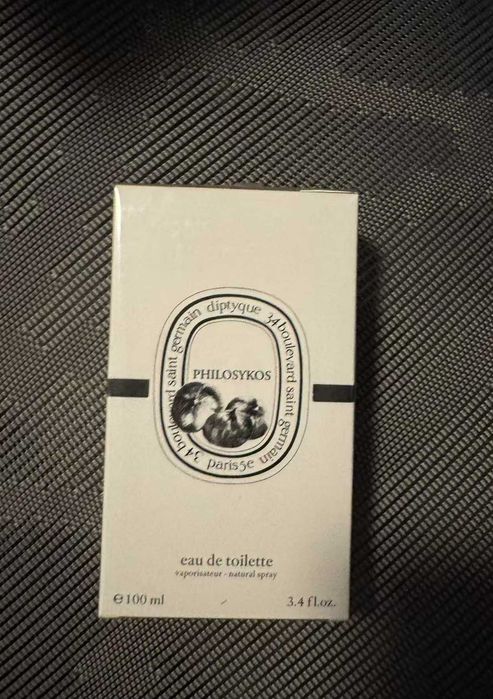 diptyque 34 boulevard saint germain paris5e 34 boulevard saint germain
PHILOSYKOS
eau de toilette
vaporisateur - natural spray
℮ 100 ml 3.4 fl.oz.